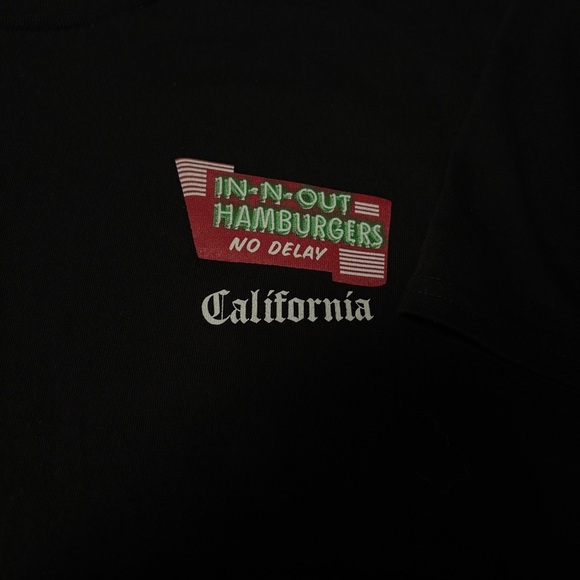 IN-N-OUT
HAMBURGERS
NO DELAY
California